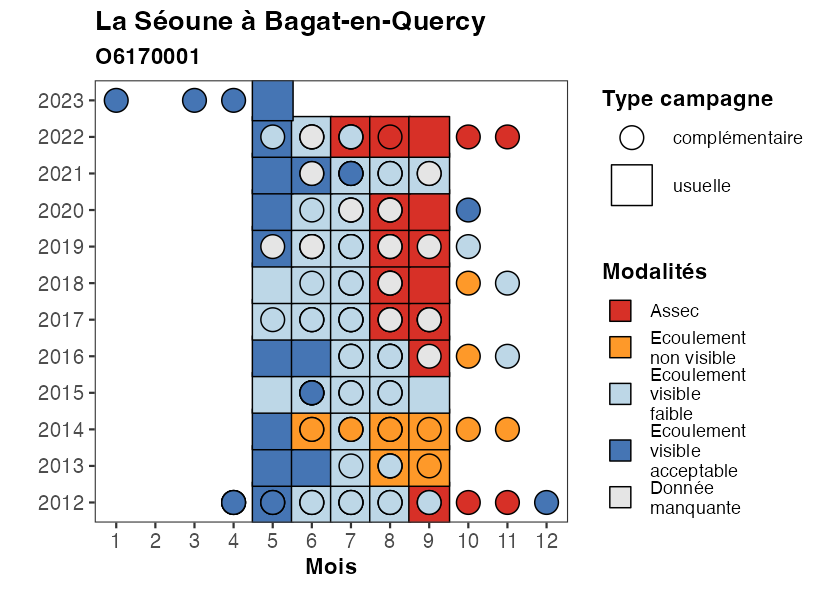 La Séoune à Bagat-en-Quercy
O6170001
2023
2022
2021
2020
2019
2018
2017
2016
2015
2014
2013
2012
1 2 3 4 5 6 7 8 9 10 11 12
Mois
Type campagne
complémentaire
usuelle
Modalités
Assec
Ecoulement
non visible
Ecoulement
visible
faible
Ecoulement
visible
acceptable
Donnée
manquante